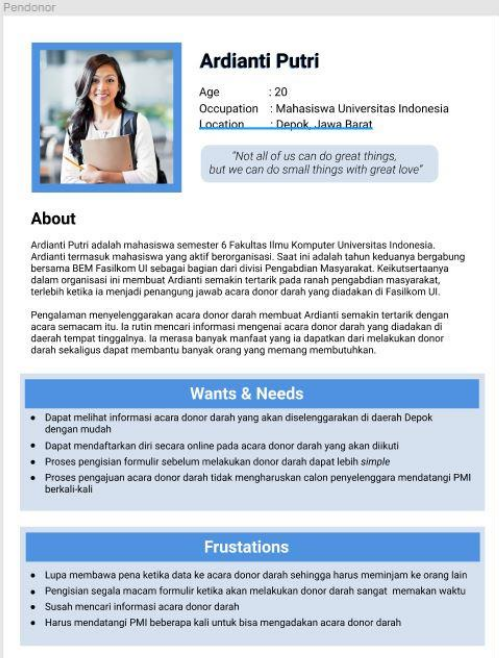 Pendonor
Ardianti Putri
Age : 20
Occupation : Mahasiswa Universitas Indonesia
Location : Depok, Jawa Barat
"Not all of us can do great things,
but we can do small things with great love"
About
Ardianti Putri adalah mahasiswa semester 6 Fakultas Ilmu Komputer Universitas Indonesia.
Ardianti termasuk mahasiswa yang aktif berorganisasi. Saat ini adalah tahun keduanya bergabung
bersama BEM Fasilkom UI sebagai bagian dari divisi Pengabdian Masyarakat. Keikutsertaanya
dalam organisasi ini membuat Ardianti semakin tertarik pada ranah pengbdian masyarakat,
terlebih ketika ia menjadi penangung jawab acara donor darah yang diadakan di Fasilkom UI.
Pengalaman menyelenggarakan acara donor darah membuat Ardianti semakin tertarik dengan
acara semacam itu. Ia rutin mencari informasi mengenai acara donor darah yang diadakan di
daerah tempat tinggalnya. Ia merasa banyak manfaat yang ia dapatkan dari melakukan donor
darah sekaligus dapat membantu banyak orang yang memang membutuhkan.
Wants & Needs
• Dapat melihat informasi acara donor darah yang akan diselenggarakan di daerah Depok
dengan mudah
• Dapat mendaftarkan diri secara online pada acara donor darah yang akan diikuti
• Proses pengisian formulir sebelum melakukan donor darah dapat lebih simple
• Proses pengajuan acara donor darah tidak mengharuskan calon penyelenggara mendatangi PMI
berkali-kali
Frustations
• Lupa membawa pena ketika data ke acara donor darah sehingga harus meminjam ke orang lain
• Pengisian segala macam formulir ketika akan melakukan donor darah sangat memakan waktu
• Susah mencari informasi acara donor darah
• Harus mendatangi PMI beberapa kali untuk bisa mengadakan acara donor darah